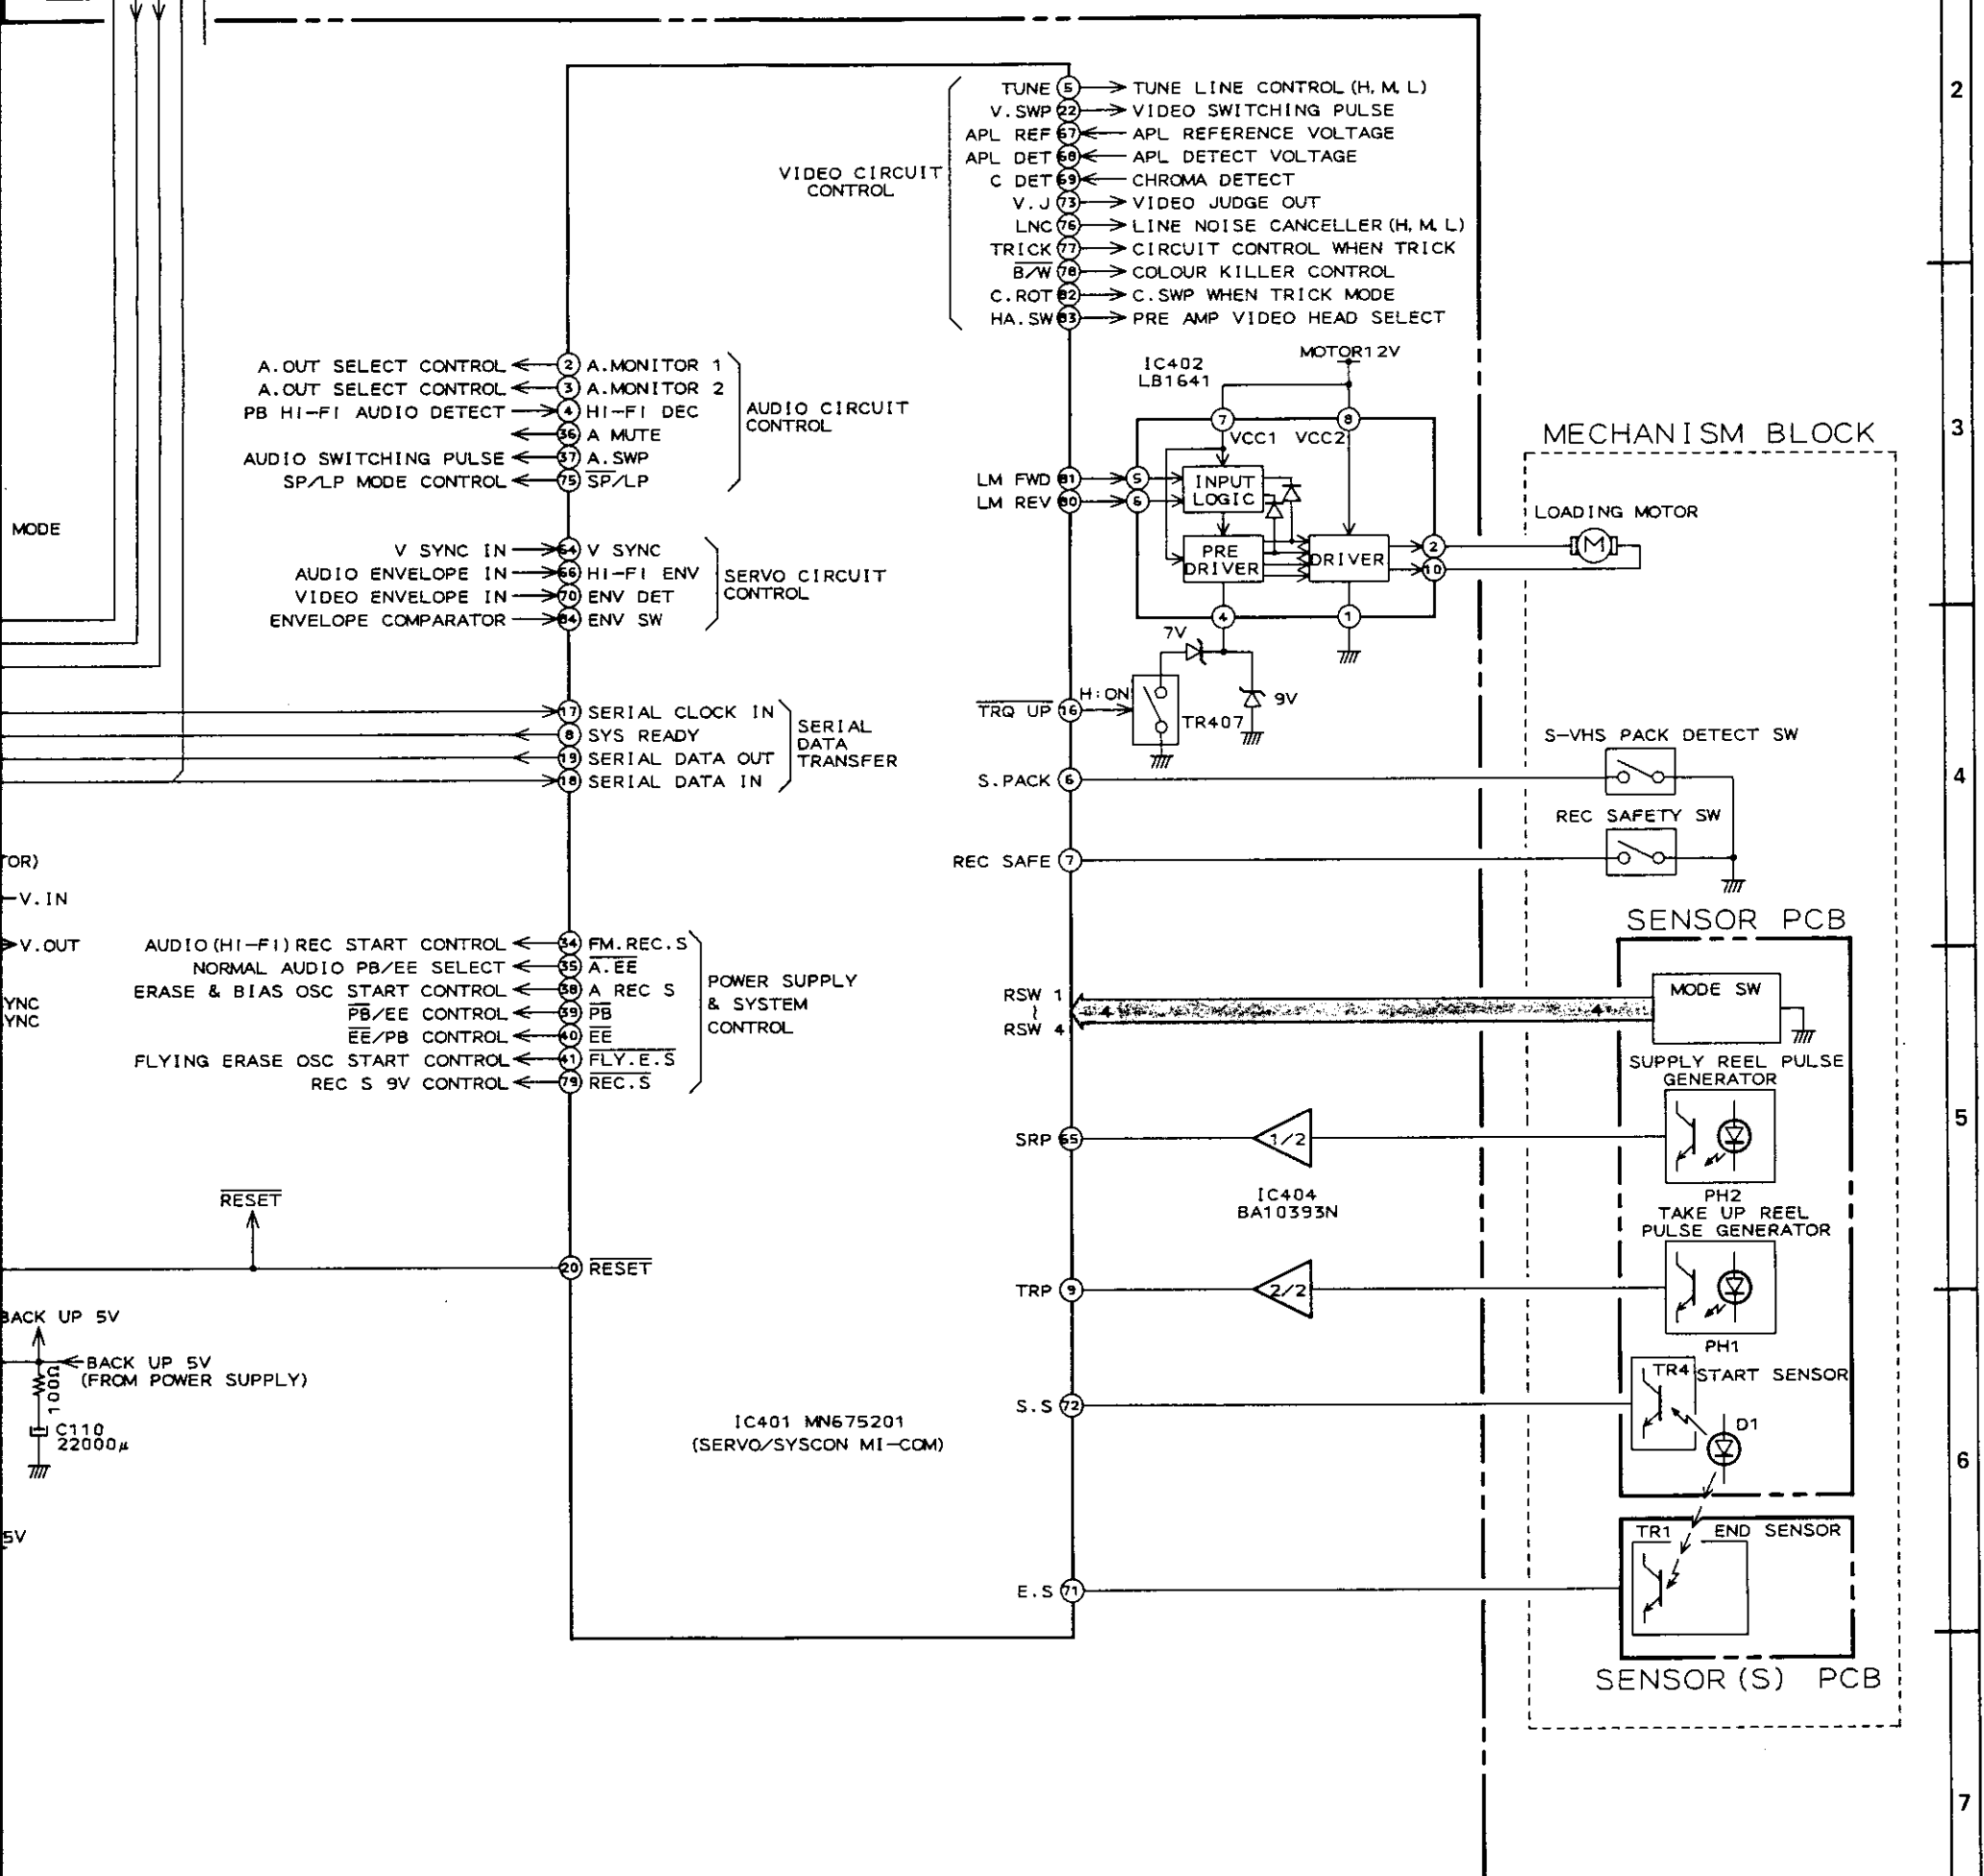 2
3
4
5
6
7
TUNE 5 TUNE LINE CONTROL (H, M, L)
V.SWP 22 VIDEO SWITCHING PULSE
APL REF 67 APL REFERENCE VOLTAGE
APL DET 68 APL DETECT VOLTAGE
C DET 69 CHROMA DETECT
V.J 73 VIDEO JUDGE OUT
LNC 76 LINE NOISE CANCELLER (H, M, L)
TRICK 77 CIRCUIT CONTROL WHEN TRICK
B/W 78 COLOUR KILLER CONTROL
C.ROT 82 C.SWP WHEN TRICK MODE
HA.SW 83 PRE AMP VIDEO HEAD SELECT
VIDEO CIRCUIT
CONTROL
A.OUT SELECT CONTROL 2 A.MONITOR 1
A.OUT SELECT CONTROL 3 A.MONITOR 2
PB HI-FI AUDIO DETECT 4 HI-FI DEC
36 A MUTE
AUDIO SWITCHING PULSE 37 A.SWP
SP/LP MODE CONTROL 75 SP/LP
AUDIO CIRCUIT
CONTROL
IC402
LB1641
MOTOR12V
7
8
VCC1 VCC2
LM FWD 81 5
LM REV 80 6
INPUT
LOGIC
PRE
DRIVER
DRIVER
2
10
4
1
7V
9V
MECHANISM BLOCK
LOADING MOTOR
M
MODE
V SYNC IN 64 V SYNC
AUDIO ENVELOPE IN 66 HI-FI ENV
VIDEO ENVELOPE IN 70 ENV DET
ENVELOPE COMPARATOR 84 ENV SW
SERVO CIRCUIT
CONTROL
TRQ UP 16
H:ON
TR407
17 SERIAL CLOCK IN
8 SYS READY
19 SERIAL DATA OUT
18 SERIAL DATA IN
SERIAL
DATA
TRANSFER
S.PACK 6
S-VHS PACK DETECT SW
REC SAFE 7
REC SAFETY SW
TOR)
V.IN
V.OUT
YNC
YNC
AUDIO (HI-FI) REC START CONTROL 34 FM.REC.S
NORMAL AUDIO PB/EE SELECT 35 A.EE
ERASE & BIAS OSC START CONTROL 38 A REC S
PB/EE CONTROL 39 PB
EE/PB CONTROL 40 EE
FLYING ERASE OSC START CONTROL 41 FLY.E.S
REC S 9V CONTROL 79 REC.S
POWER SUPPLY
& SYSTEM
CONTROL
SENSOR PCB
RSW 1
RSW 4
4
4
MODE SW
SUPPLY REEL PULSE
GENERATOR
SRP 65
1/2
PH2
IC404
BA10393N
TAKE UP REEL
PULSE GENERATOR
TRP 9
2/2
PH1
RESET
20 RESET
BACK UP 5V
BACK UP 5V
(FROM POWER SUPPLY)
100Ω
C110
22000μ
5V
S.S 72
TR4 START SENSOR
D1
IC401 MN675201
(SERVO/SYSCON MI-COM)
E.S 71
TR1 END SENSOR
SENSOR (S) PCB